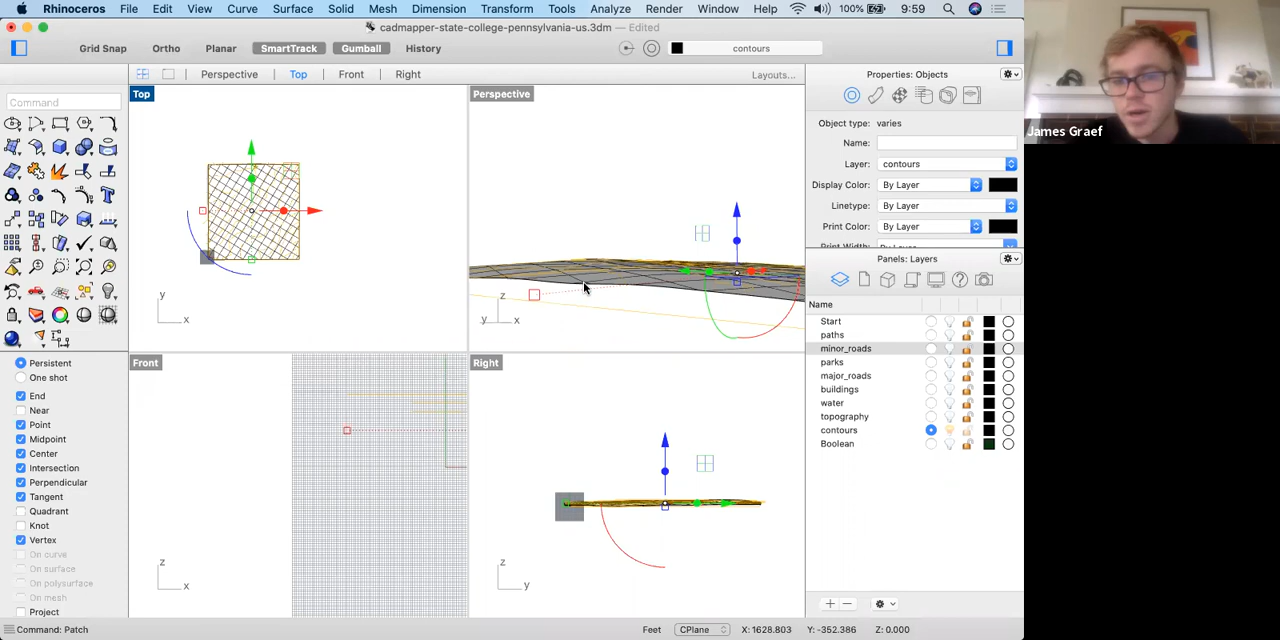 Rhinoceros File Edit View Curve Surface Solid Mesh Dimension Transform Tools Analyze Render Window Help 100% 9:59
cadmapper-state-college-pennsylvania-us.3dm — Edited
Grid Snap Ortho Planar SmartTrack Gumball History contours
Perspective Top Front Right Layouts...
Properties: Objects
Command
Top
Perspective
Object type: varies
Name:
Layer: contours
Display Color: By Layer
Linetype: By Layer
Print Color: By Layer
Print Width: By Layer
Panels: Layers
Name
Start
paths
minor_roads
parks
major_roads
buildings
water
topography
contours
Boolean
y
x
z
y x
Front
Right
z
x
z
y
Persistent
One shot
End
Near
Point
Midpoint
Center
Intersection
Perpendicular
Tangent
Quadrant
Knot
Vertex
On curve
On surface
On polysurface
On mesh
Project
Command: Patch
Feet CPlane X: 1628.803 Y: -352.386 Z: 0.000
James Graef